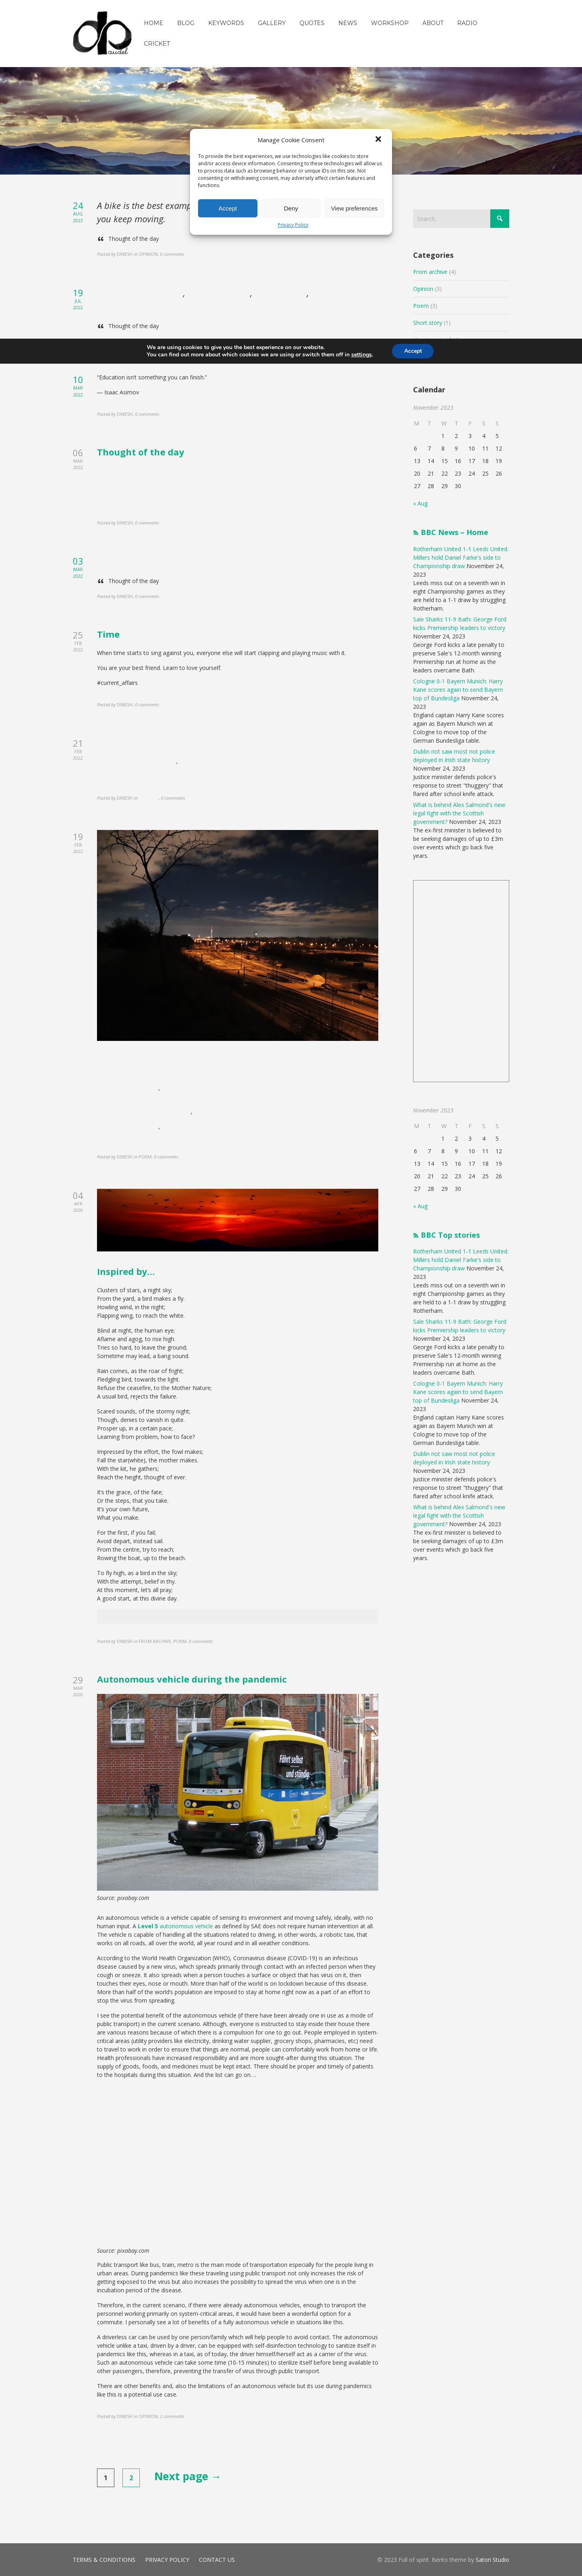 dp
audel
HOME BLOG KEYWORDS GALLERY QUOTES NEWS WORKSHOP ABOUT RADIO
CRICKET
Manage Cookie Consent
To provide the best experiences, we use technologies like cookies to store
and/or access device information. Consenting to these technologies will allow us
to process data such as browsing behavior or unique IDs on this site. Not
consenting or withdrawing consent, may adversely affect certain features and
functions.
Accept Deny View preferences
Privacy Policy
24
AUG
2023
A bike is the best examp
you keep moving.
Thought of the day
Posted by DINESH in OPINION, 0 comments
19
JUL
2022
Thought of the day
We are using cookies to give you the best experience on our website.
You can find out more about which cookies we are using or switch them off in settings.
Accept
10
MAR
2022
"Education isn't something you can finish."
— Isaac Asimov
Posted by DINESH, 0 comments
06
MAR
2022
Thought of the day
Posted by DINESH, 0 comments
03
MAR
2022
Thought of the day
Posted by DINESH, 0 comments
25
FEB
2022
Time
When time starts to sing against you, everyone else will start clapping and playing music with it.
You are your best friend. Learn to love yourself.
#current_affairs
Posted by DINESH, 0 comments
21
FEB
2022
Posted by DINESH in , 0 comments
19
FEB
2022
Posted by DINESH in POEM, 0 comments
04
APR
2020
Inspired by…
Clusters of stars, a night sky;
From the yard, a bird makes a fly.
Howling wind, in the night;
Flapping wing, to reach the white.
Blind at night, the human eye;
Aflame and agog, to rise high.
Tries so hard, to leave the ground;
Sometime may lead, a bang sound.
Rain comes, as the roar of fright;
Fledgling bird, towards the light.
Refuse the ceasefire, to the Mother Nature;
A usual bird, rejects the failure.
Scared sounds, of the stormy night;
Though, denies to vanish in quite.
Prosper up, in a certain pace;
Learning from problem, how to face?
Impressed by the effort, the fowl makes;
Fall the star(white), the mother makes.
With the kit, he gathers;
Reach the height, thought of ever.
It's the grace, of the fate;
Or the steps, that you take.
It's your own future,
What you make.
For the first, if you fail;
Avoid depart, instead sail.
From the centre, try to reach;
Rowing the boat, up to the beach.
To fly high, as a bird in the sky;
With the attempt, belief in thy.
At this moment, let's all pray;
A good start, at this divine day.
Posted by DINESH in FROM ARCHIVE, POEM, 0 comments
29
MAR
2020
Autonomous vehicle during the pandemic
Fährt selbst
und ständig
Source: pixabay.com
An autonomous vehicle is a vehicle capable of sensing its environment and moving safely, ideally, with no
human input. A Level 5 autonomous vehicle as defined by SAE does not require human intervention at all.
The vehicle is capable of handling all the situations related to driving, in other words, a robotic taxi, that
works on all roads, all over the world, all year round and in all weather conditions.
According to the World Health Organization (WHO), Coronavirus disease (COVID-19) is an infectious
disease caused by a new virus, which spreads primarily through contact with an infected person when they
cough or sneeze. It also spreads when a person touches a surface or object that has virus on it, then
touches their eyes, nose or mouth. More than half of the world is on lockdown because of this disease.
More than half of the world's population are imposed to stay at home right now as a part of an effort to
stop the virus from spreading.
I see the potential benefit of the autonomous vehicle (if there have been already one in use as a mode of
public transport) in the current scenario. Although, everyone is instructed to stay inside their house there
are various reasons because of which there is a compulsion for one to go out. People employed in system-
critical areas (utility providers like electricity, drinking water supplier, grocery shops, pharmacies, etc) need
to travel to work in order to ensure that things are normal, people can comfortably work from home or life.
Health professionals have increased responsibility and are more sought-after during this situation. The
supply of goods, foods, and medicines must be kept intact. There should be proper and timely of patients
to the hospitals during this situation. And the list can go on….
Source: pixabay.com
Public transport like bus, train, metro is the main mode of transportation especially for the people living in
urban areas. During pandemics like these traveling using public transport not only increases the risk of
getting exposed to the virus but also increases the possibility to spread the virus when one is in the
incubation period of the disease.
Therefore, in the current scenario, if there were already autonomous vehicles, enough to transport the
personnel working primarily on system-critical areas, it would have been a wonderful option for a
commute. I personally see a lot of benefits of a fully autonomous vehicle in situations like this.
A driverless car can be used by one person/family which will help people to avoid contact. The autonomous
vehicle unlike a taxi, driven by a driver, can be equipped with self-disinfection technology to sanitize itself in
pandemics like this, whereas in a taxi, as of today, the driver himself/herself act as a carrier of the virus.
Such an autonomous vehicle can take some time (10-15 minutes) to sterilize itself before being available to
other passengers, therefore, preventing the transfer of virus through public transport.
There are other benefits and, also the limitations of an autonomous vehicle but its use during pandemics
like this is a potential use case.
Posted by DINESH in OPINION, 2 comments
1 2 Next page →
Search...
Categories
From archive (4)
Opinion (3)
Poem (3)
Short story (1)
Calendar
November 2023
M T W T F S S
1 2 3 4 5
6 7 8 9 10 11 12
13 14 15 16 17 18 19
20 21 22 23 24 25 26
27 28 29 30
« Aug
BBC News – Home
Rotherham United 1-1 Leeds United:
Millers hold Daniel Farke's side to
Championship draw November 24,
2023
Leeds miss out on a seventh win in
eight Championship games as they
are held to a 1-1 draw by struggling
Rotherham.
Sale Sharks 11-9 Bath: George Ford
kicks Premiership leaders to victory
November 24, 2023
George Ford kicks a late penalty to
preserve Sale's 12-month winning
Premiership run at home as the
leaders overcame Bath.
Cologne 0-1 Bayern Munich: Harry
Kane scores again to send Bayern
top of Bundesliga November 24,
2023
England captain Harry Kane scores
again as Bayern Munich win at
Cologne to move top of the
German Bundesliga table.
Dublin riot saw most riot police
deployed in Irish state history
November 24, 2023
Justice minister defends police's
response to street "thuggery" that
flared after school knife attack.
What is behind Alex Salmond's new
legal fight with the Scottish
government? November 24, 2023
The ex-first minister is believed to
be seeking damages of up to £3m
over events which go back five
years.
November 2023
M T W T F S S
1 2 3 4 5
6 7 8 9 10 11 12
13 14 15 16 17 18 19
20 21 22 23 24 25 26
27 28 29 30
« Aug
BBC Top stories
Rotherham United 1-1 Leeds United:
Millers hold Daniel Farke's side to
Championship draw November 24,
2023
Leeds miss out on a seventh win in
eight Championship games as they
are held to a 1-1 draw by struggling
Rotherham.
Sale Sharks 11-9 Bath: George Ford
kicks Premiership leaders to victory
November 24, 2023
George Ford kicks a late penalty to
preserve Sale's 12-month winning
Premiership run at home as the
leaders overcame Bath.
Cologne 0-1 Bayern Munich: Harry
Kane scores again to send Bayern
top of Bundesliga November 24,
2023
England captain Harry Kane scores
again as Bayern Munich win at
Cologne to move top of the
German Bundesliga table.
Dublin riot saw most riot police
deployed in Irish state history
November 24, 2023
Justice minister defends police's
response to street "thuggery" that
flared after school knife attack.
What is behind Alex Salmond's new
legal fight with the Scottish
government? November 24, 2023
The ex-first minister is believed to
be seeking damages of up to £3m
over events which go back five
years.
TERMS & CONDITIONS PRIVACY POLICY CONTACT US
© 2023 Full of spirit. Bento theme by Satori Studio